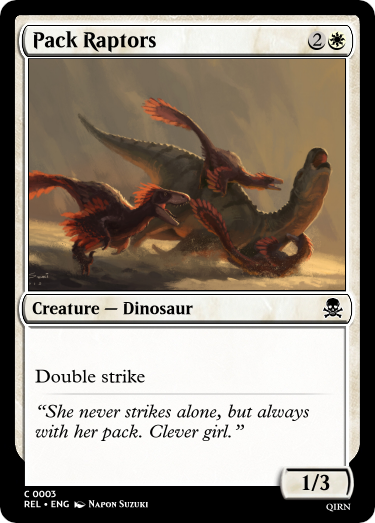 Pack Raptors 2
Creature — Dinosaur
Double strike
“She never strikes alone, but always
with her pack. Clever girl.”
1/3
C 0003
REL • ENG Napon Suzuki
QIRN